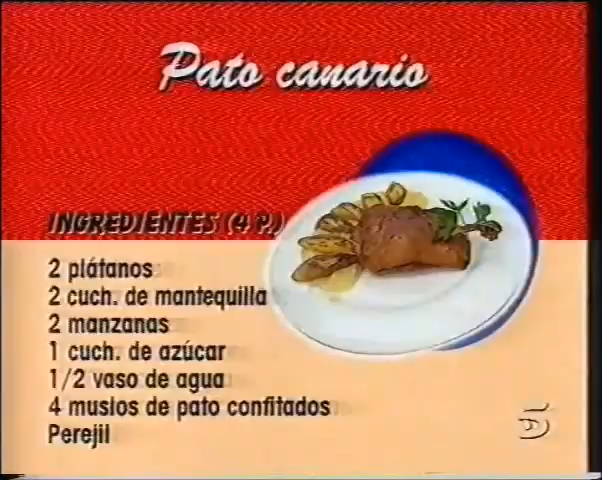 Pato canario
INGREDIENTES (4 P.)
2 plátanos
2 cuch. de mantequilla
2 manzanas
1 cuch. de azúcar
1/2 vaso de agua
4 muslos de pato confitados
Perejil
5